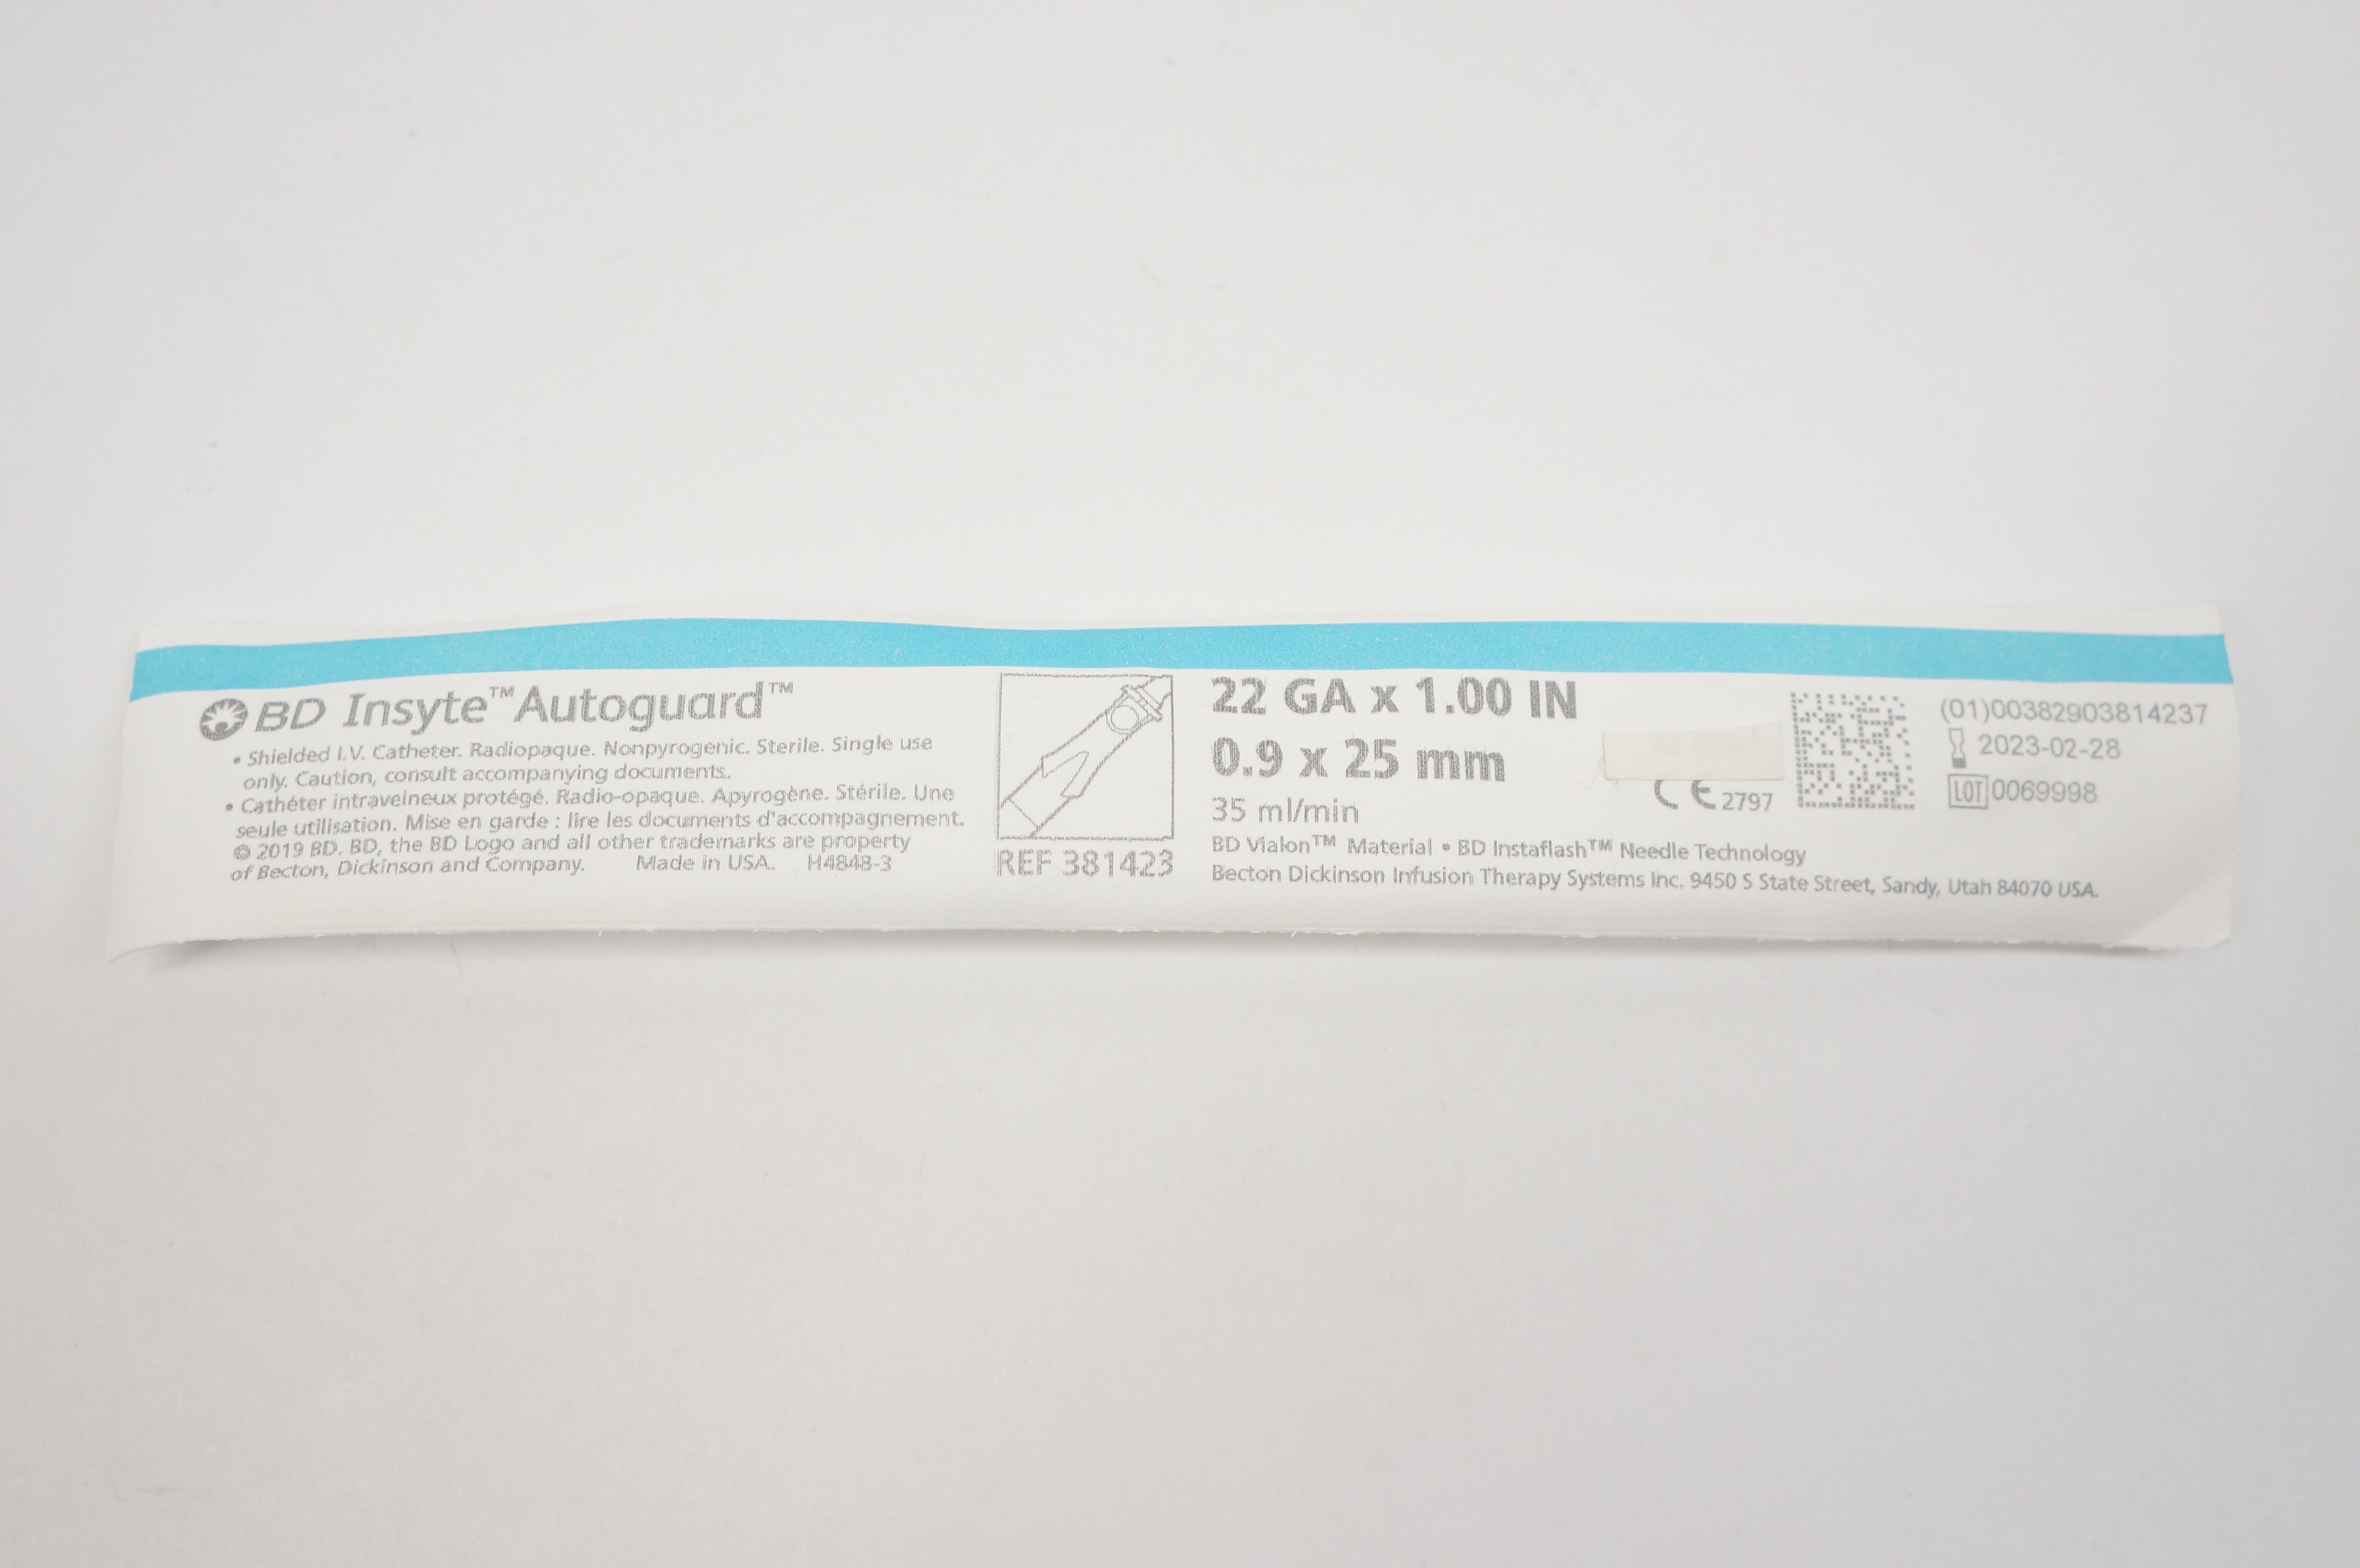 BD Insyte™ Autoguard™
• Shielded I.V. Catheter. Radiopaque. Nonpyrogenic. Sterile. Single use
only. Caution, consult accompanying documents.
• Cathéter intraveineux protégé. Radio-opaque. Apyrogène. Stérile. Une
seule utilisation. Mise en garde : lire les documents d'accompagnement.
© 2019 BD. BD, the BD Logo and all other trademarks are property
of Becton, Dickinson and Company. Made in USA. H4848-3
REF 381423
22 GA x 1.00 IN
0.9 x 25 mm
35 ml/min
BD Vialon™ Material • BD Instaflash™ Needle Technology
Becton Dickinson Infusion Therapy Systems Inc. 9450 S State Street, Sandy, Utah 84070 USA.
CE 2797
(01)00382903814237
2023-02-28
LOT 0069998